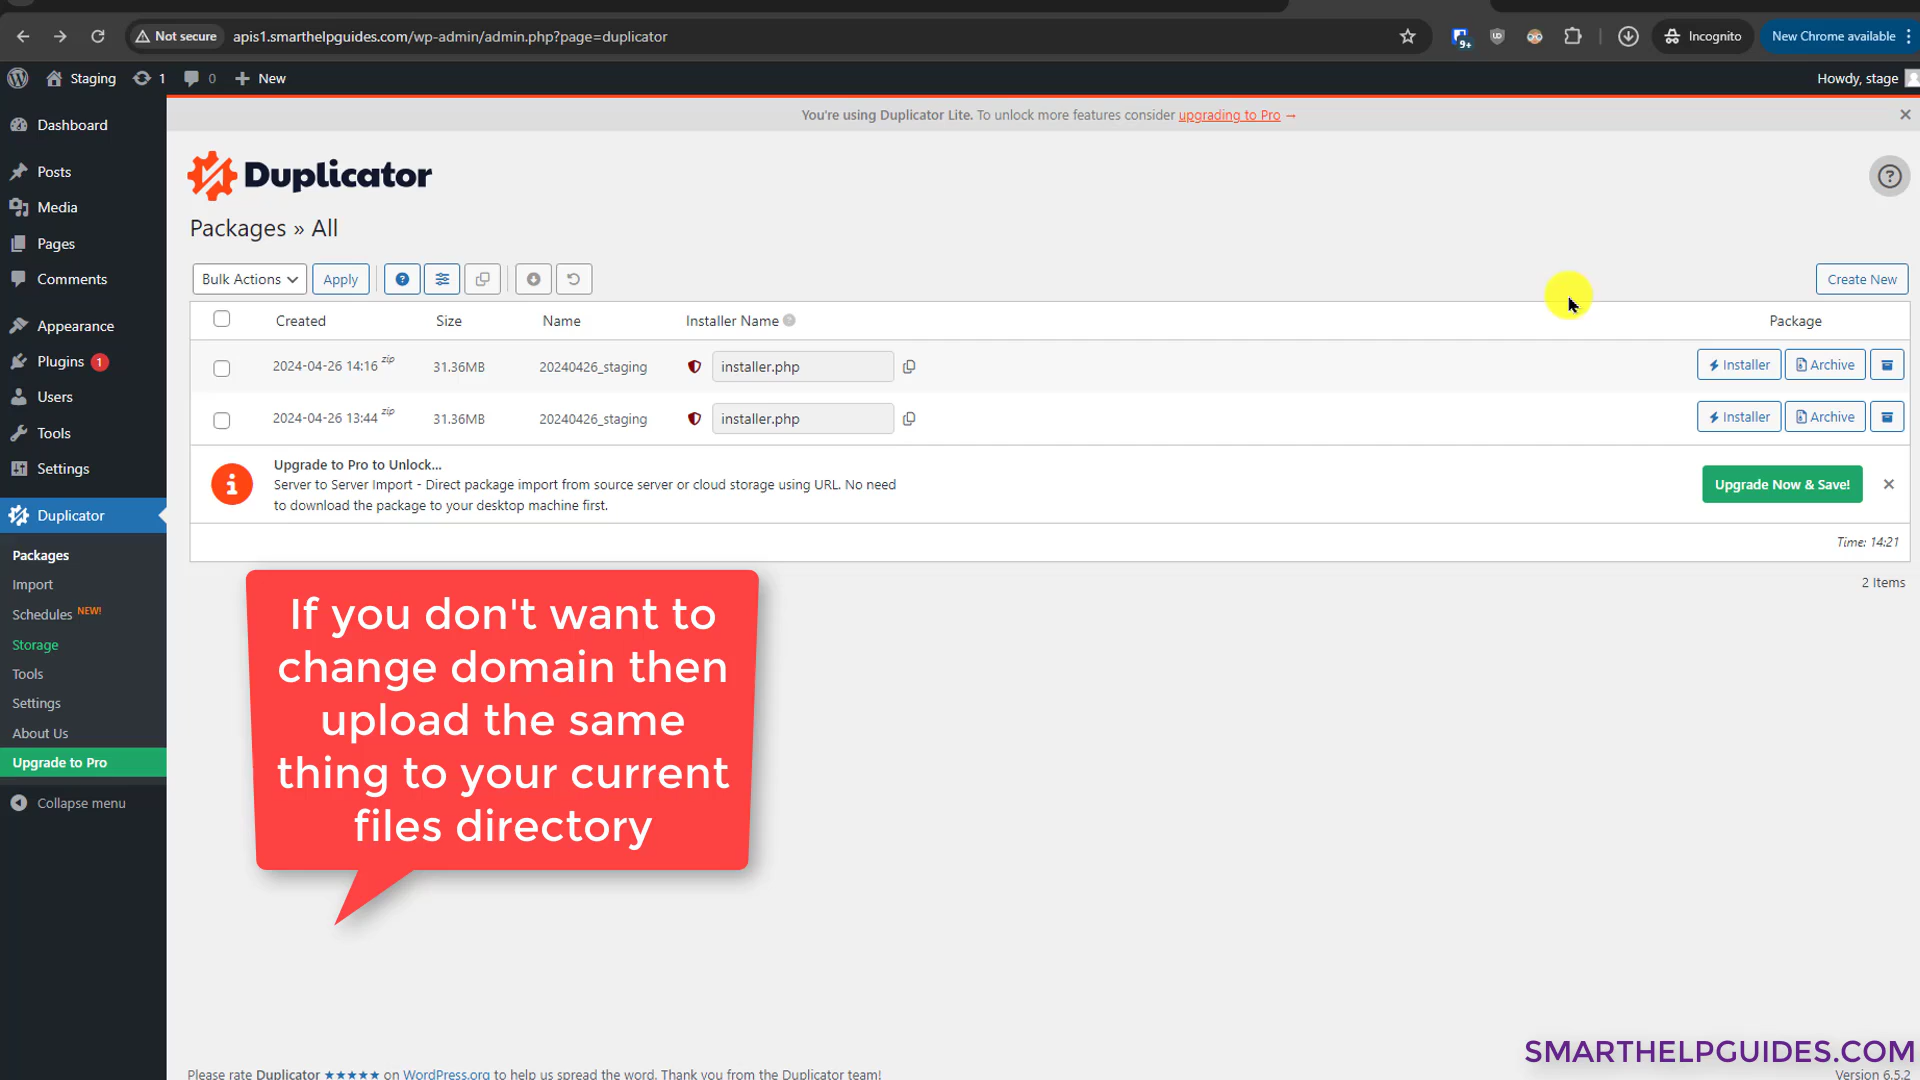 Not secure
apis1.smarthelpguides.com/wp-admin/admin.php?page=duplicator
9+
Incognito
New Chrome available
Staging
1
0
New
Howdy, stage
Dashboard
Posts
Media
Pages
Comments
Appearance
Plugins 1
Users
Tools
Settings
Duplicator
Packages
Import
Schedules NEW!
Storage
Tools
Settings
About Us
Upgrade to Pro
Collapse menu
You're using Duplicator Lite. To unlock more features consider upgrading to Pro →
Duplicator
Packages » All
Bulk Actions
Apply
Create New
Created Size Name Installer Name Package
2024-04-26 14:16 zip 31.36MB 20240426_staging installer.php Installer Archive
2024-04-26 13:44 zip 31.36MB 20240426_staging installer.php Installer Archive
Upgrade to Pro to Unlock...
Server to Server Import - Direct package import from source server or cloud storage using URL. No need
to download the package to your desktop machine first.
Upgrade Now & Save!
Time: 14:21
2 Items
If you don't want to
change domain then
upload the same
thing to your current
files directory
SMARTHELPGUIDES.COM
Please rate Duplicator ★★★★★ on WordPress.org to help us spread the word. Thank you from the Duplicator team!
Version 6.5.2